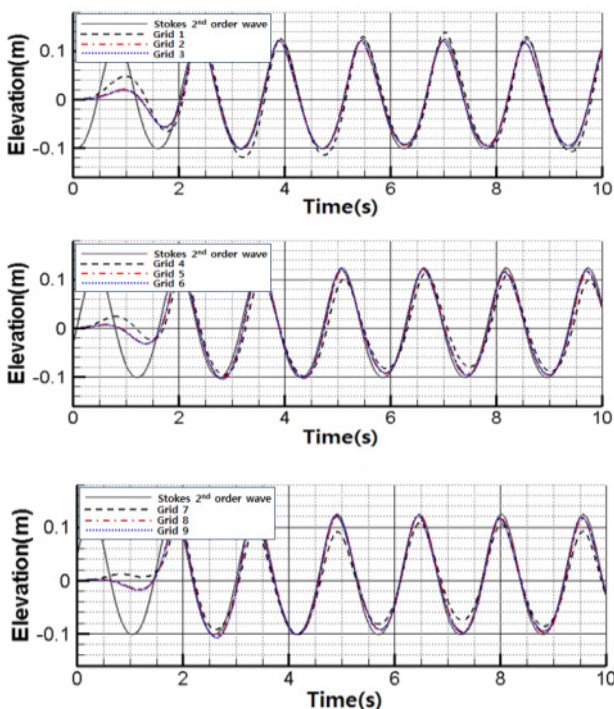 Stokes 2nd order wave
Grid 1
Grid 2
Grid 3
Elevation(m)
0.1
0
-0.1
0 2 4 6 8 10
Time(s)
Stokes 2nd order wave
Grid 4
Grid 5
Grid 6
Elevation(m)
0.1
0
-0.1
0 2 4 6 8 10
Time(s)
Stokes 2nd order wave
Grid 7
Grid 8
Grid 9
Elevation(m)
0.1
0
-0.1
0 2 4 6 8 10
Time(s)